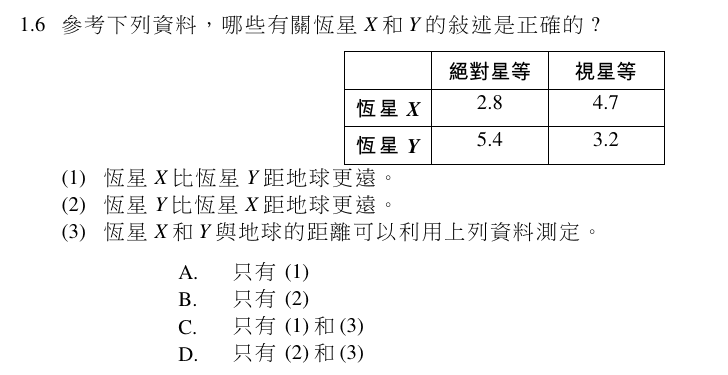 1.6 參考下列資料，哪些有關恆星 X 和 Y 的敍述是正確的？
絕對星等 視星等
恆星 X 2.8 4.7
恆星 Y 5.4 3.2
(1) 恆星 X 比恆星 Y 距地球更遠。
(2) 恆星 Y 比恆星 X 距地球更遠。
(3) 恆星 X 和 Y 與地球的距離可以利用上列資料測定。
A. 只有 (1)
B. 只有 (2)
C. 只有 (1) 和 (3)
D. 只有 (2) 和 (3)